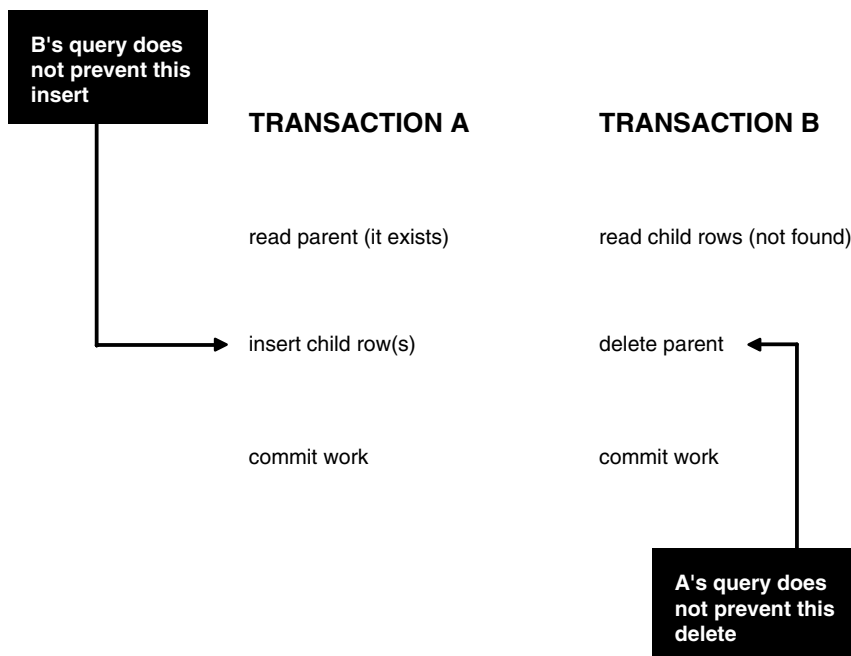 B's query does
not prevent this
insert
TRANSACTION A
TRANSACTION B
read parent (it exists)
read child rows (not found)
insert child row(s)
delete parent
commit work
commit work
A's query does
not prevent this
delete